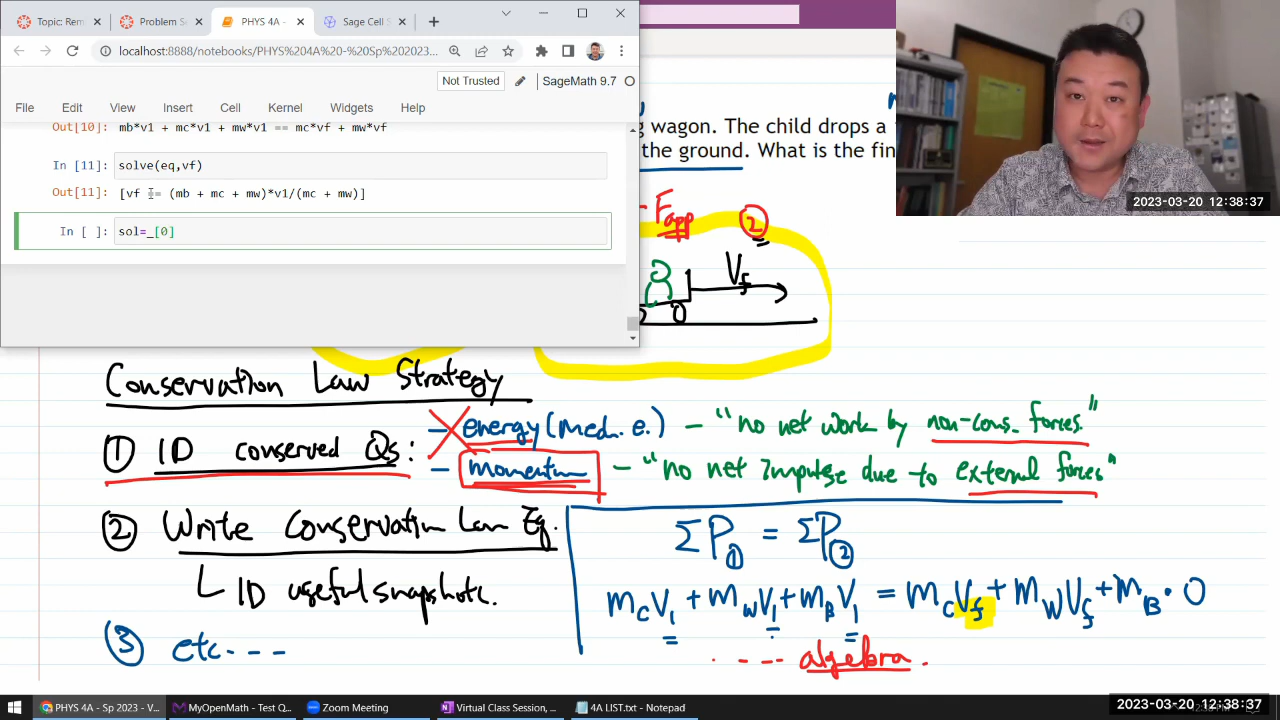 Topic: Rem
Problem S
PHYS 4A -
Sage Cell S
localhost:8888/notebooks/PHYS%204A%20-%20Sp%202023...
Not Trusted
SageMath 9.7
File Edit View Insert Cell Kernel Widgets Help
Out[10]: mb*v1 + mc*v1 + mw*v1 == mc*vf + mw*vf
In [11]: solve(eq,vf)
Out[11]: [vf == (mb + mc + mw)*v1/(mc + mw)]
In [ ]: sol=_[0]
2023-03-20 12:38:37
g wagon. The child drops a
the ground. What is the fin
- Fapp
②
Vf
Conservation Law Strategy
① ID conserved Qs:
- energy (mech. e.) - "no net work by non-cons. forces."
- momentum - "no net impulse due to external forces"
② Write Conservation Law Eq.
ID useful snapshots.
③ etc. - - -
ΣP① = ΣP②
mcV1 + mwV1 + mBV1 = mcVf + mwVf + mB · 0
. - - - algebra.
PHYS 4A - Sp 2023 - V...
MyOpenMath - Test Q...
Zoom Meeting
Virtual Class Session, ...
4A LIST.txt - Notepad
2023-03-20 12:38:37